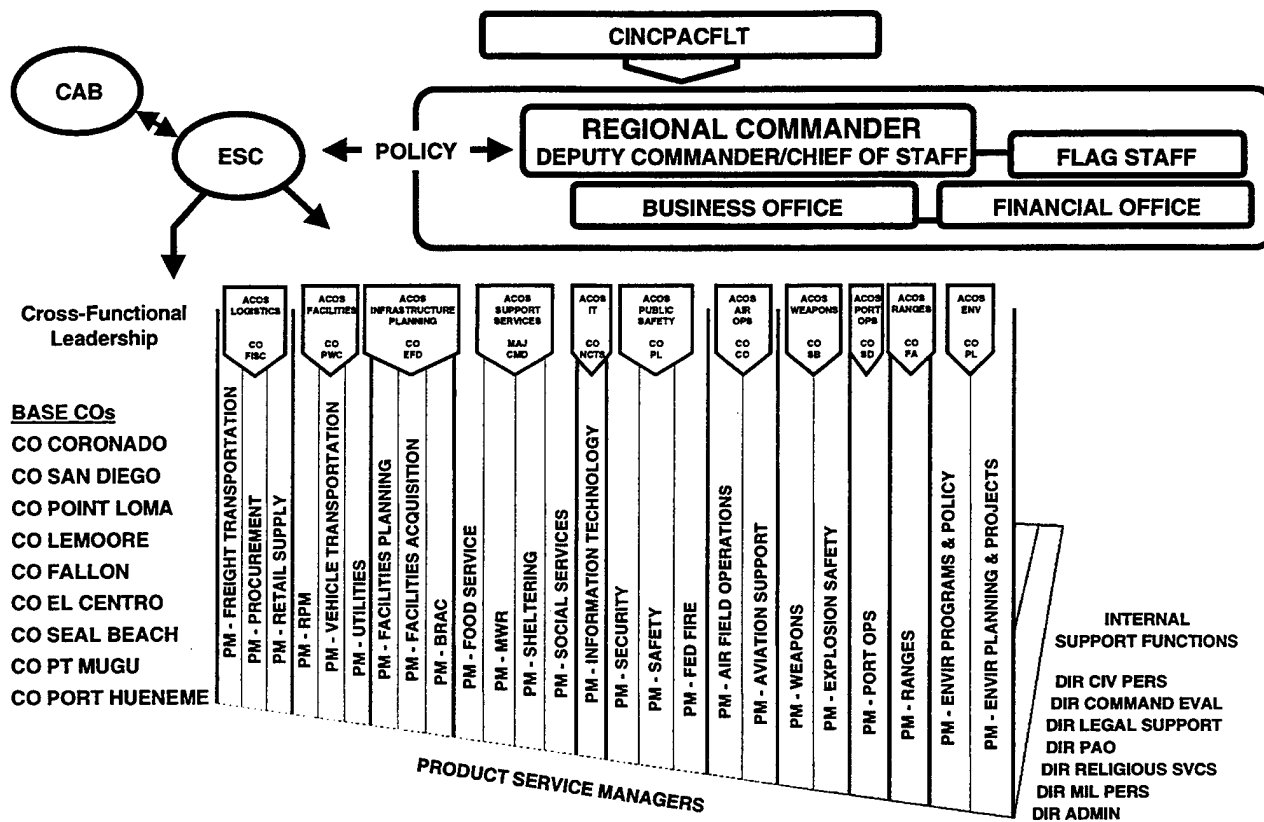 CINCPACFLT
CAB
ESC
POLICY
REGIONAL COMMANDER
DEPUTY COMMANDER/CHIEF OF STAFF
FLAG STAFF
BUSINESS OFFICE
FINANCIAL OFFICE
Cross-Functional
Leadership
ACOS
LOGISTICS
CO
FISC
ACOS
FACILITIES
CO
PWC
ACOS
INFRASTRUCTURE
PLANNING
CO
EFD
ACOS
SUPPORT
SERVICES
MAJ
CMD
ACOS
IT
CO
NCTS
ACOS
PUBLIC
SAFETY
CO
PL
ACOS
AIR
OPS
CO
CO
ACOS
WEAPONS
CO
SB
ACOS
PORT
OPS
CO
SD
ACOS
RANGES
CO
FA
ACOS
ENV
CO
PL
BASE COs
CO CORONADO
CO SAN DIEGO
CO POINT LOMA
CO LEMOORE
CO FALLON
CO EL CENTRO
CO SEAL BEACH
CO PT MUGU
CO PORT HUENEME
PM - FREIGHT TRANSPORTATION
PM - PROCUREMENT
PM - RETAIL SUPPLY
PM - RPM
PM - VEHICLE TRANSPORTATION
PM - UTILITIES
PM - FACILITIES PLANNING
PM - FACILITIES ACQUISITION
PM - BRAC
PM - FOOD SERVICE
PM - MWR
PM - SHELTERING
PM - SOCIAL SERVICES
PM - INFORMATION TECHNOLOGY
PM - SECURITY
PM - SAFETY
PM - FED FIRE
PM - AIR FIELD OPERATIONS
PM - AVIATION SUPPORT
PM - WEAPONS
PM - EXPLOSION SAFETY
PM - PORT OPS
PM - RANGES
PM - ENVIR PROGRAMS & POLICY
PM - ENVIR PLANNING & PROJECTS
PRODUCT SERVICE MANAGERS
INTERNAL
SUPPORT FUNCTIONS
DIR CIV PERS
DIR COMMAND EVAL
DIR LEGAL SUPPORT
DIR PAO
DIR RELIGIOUS SVCS
DIR MIL PERS
DIR ADMIN